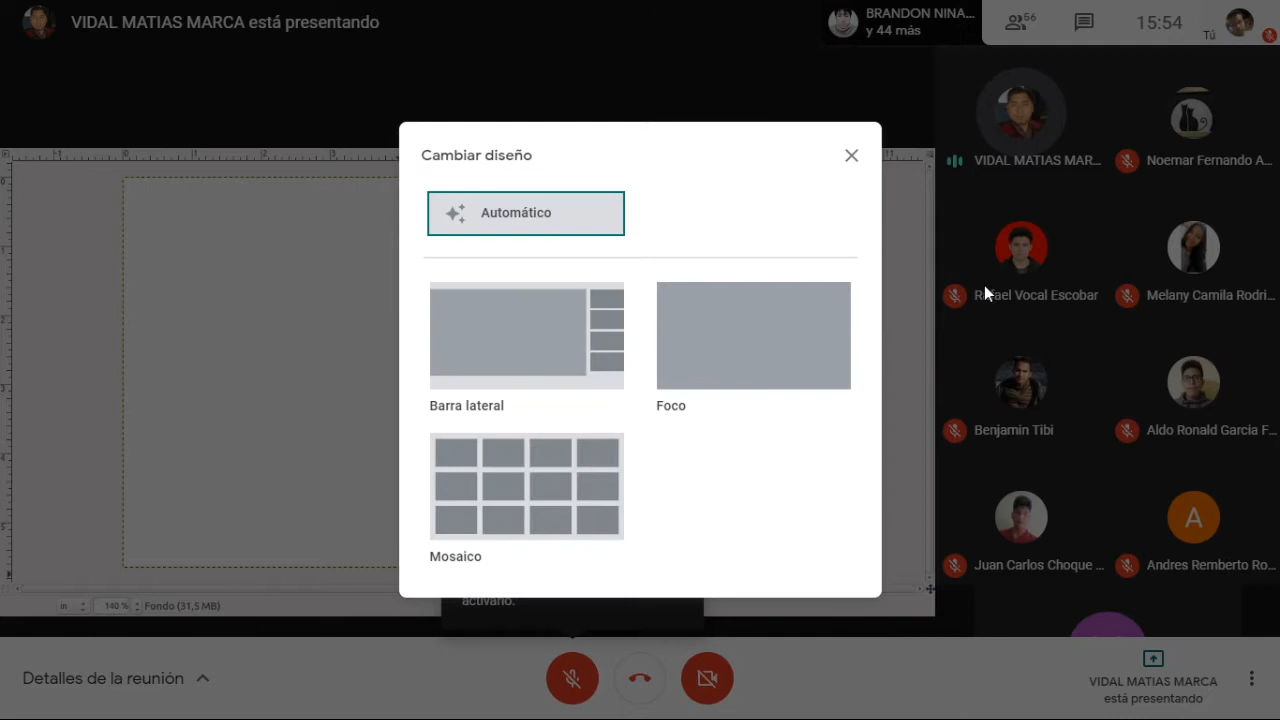 VIDAL MATIAS MARCA está presentando
BRANDON NINA...
y 44 más
56
15:54
Tú
Cambiar diseño
Automático
Barra lateral
Foco
Mosaico
VIDAL MATIAS MAR...
Noemar Fernando A...
Rafael Vocal Escobar
Melany Camila Rodri...
Benjamin Tibi
Aldo Ronald Garcia F...
A
Juan Carlos Choque ...
Andres Remberto Ro...
in
140 %
Fondo (31,5 MB)
activarlo.
Detalles de la reunión
VIDAL MATIAS MARCA
está presentando